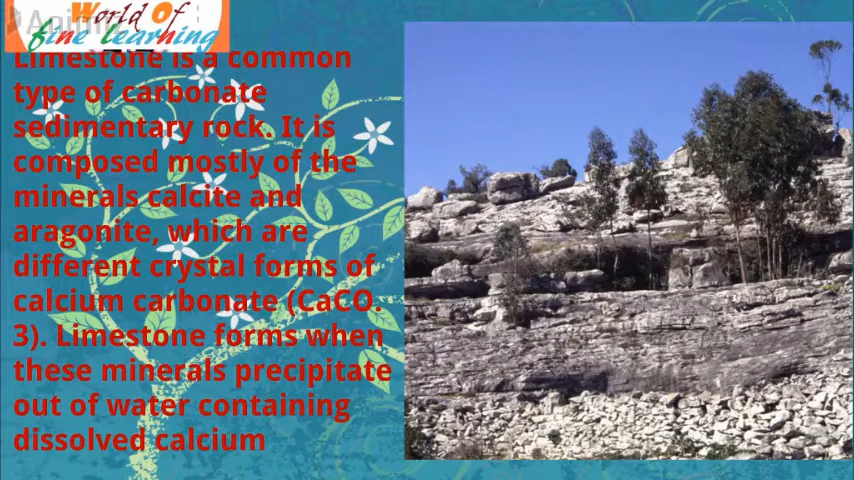 World Of
fine learning
Limestone is a common
type of carbonate
sedimentary rock. It is
composed mostly of the
minerals calcite and
aragonite, which are
different crystal forms of
calcium carbonate (CaCO.
3). Limestone forms when
these minerals precipitate
out of water containing
dissolved calcium